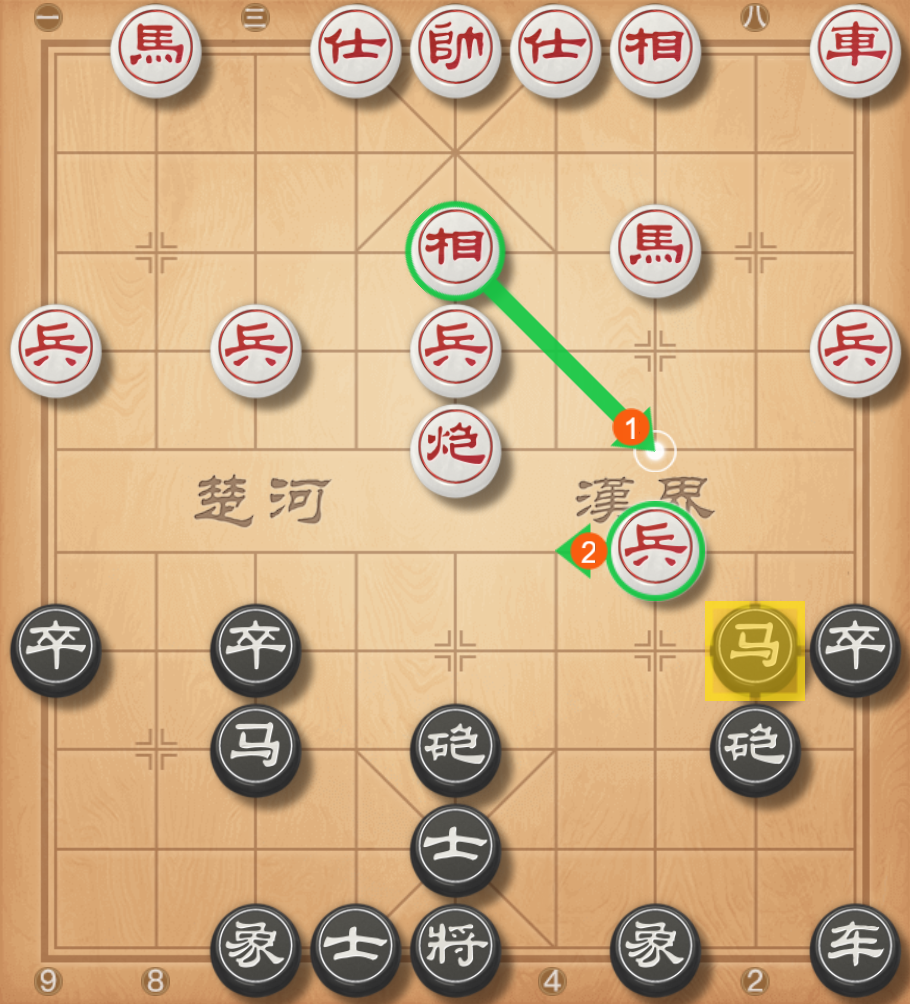 一 三 八
馬 仕 帥 仕 相 車
相 馬
兵 兵 兵 兵
1
炮
楚河 漢界
2 兵
卒 卒 马 卒
马 砲 砲
士
象 士 将 象 车
9 8 4 2